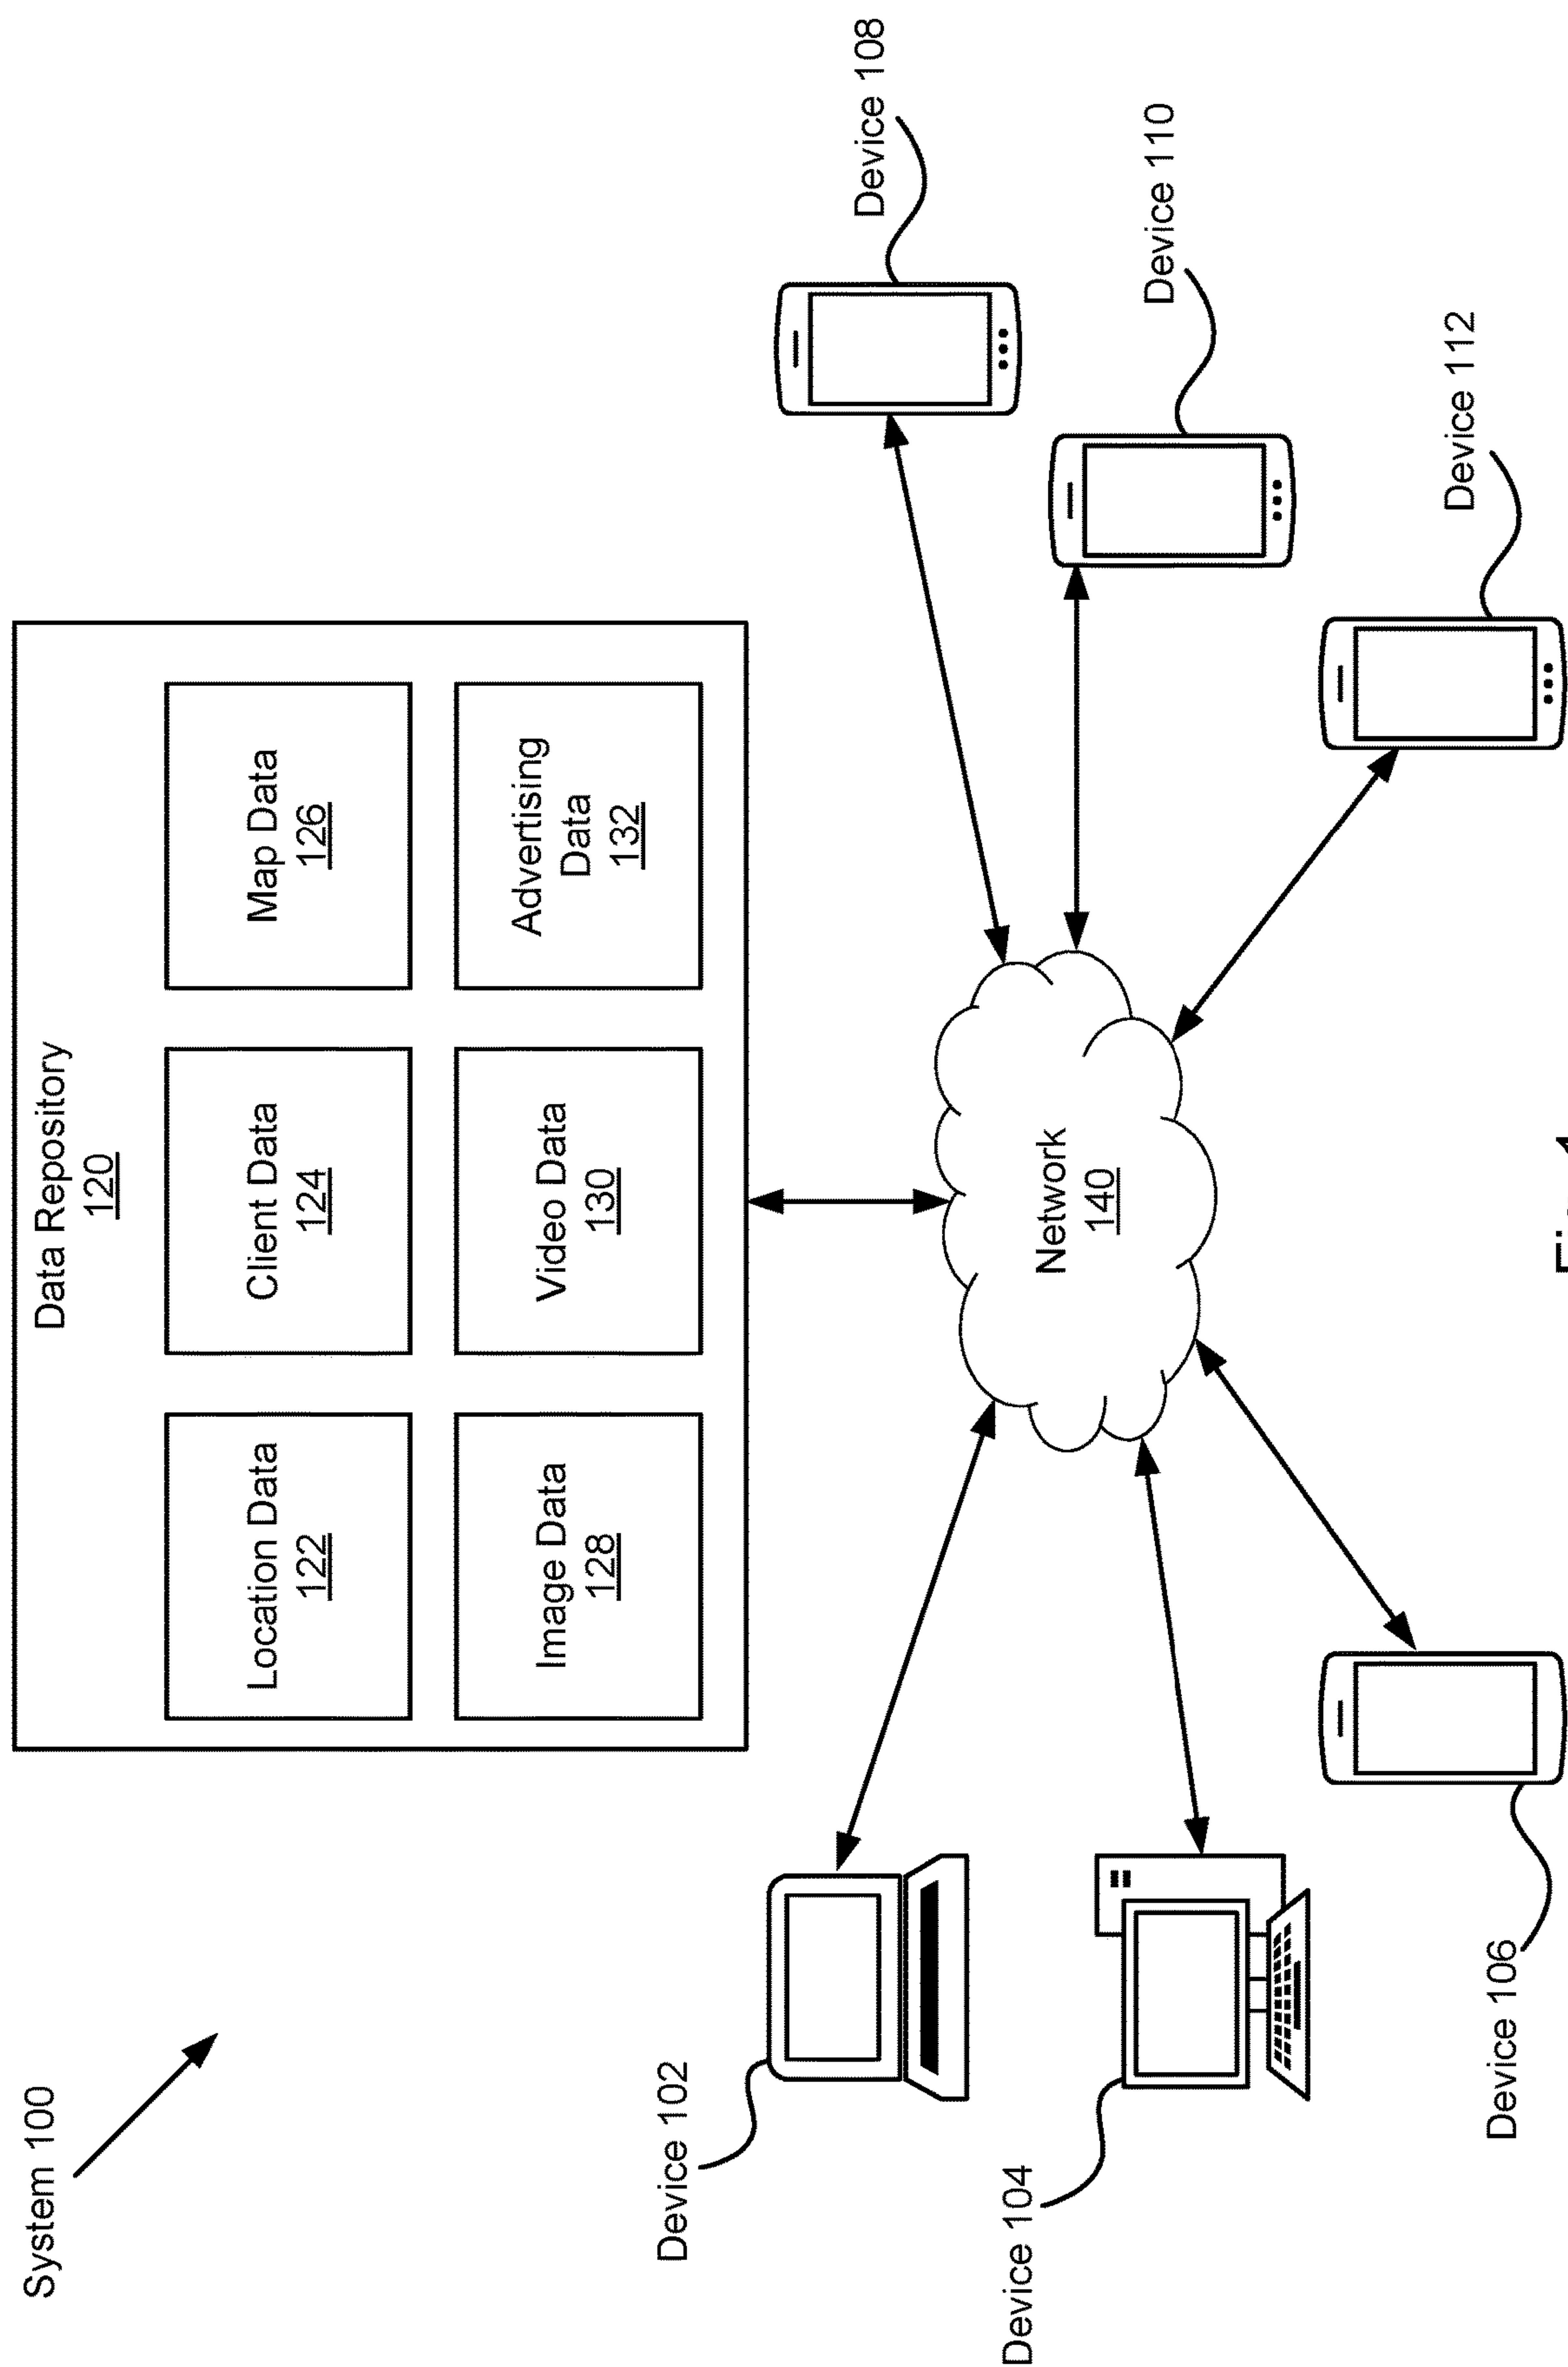 System 100
Data Repository
120
Location Data
122
Client Data
124
Map Data
126
Image Data
128
Video Data
130
Advertising
Data
132
Device 102
Device 104
Device 106
Network
140
Device 108
Device 110
Device 112